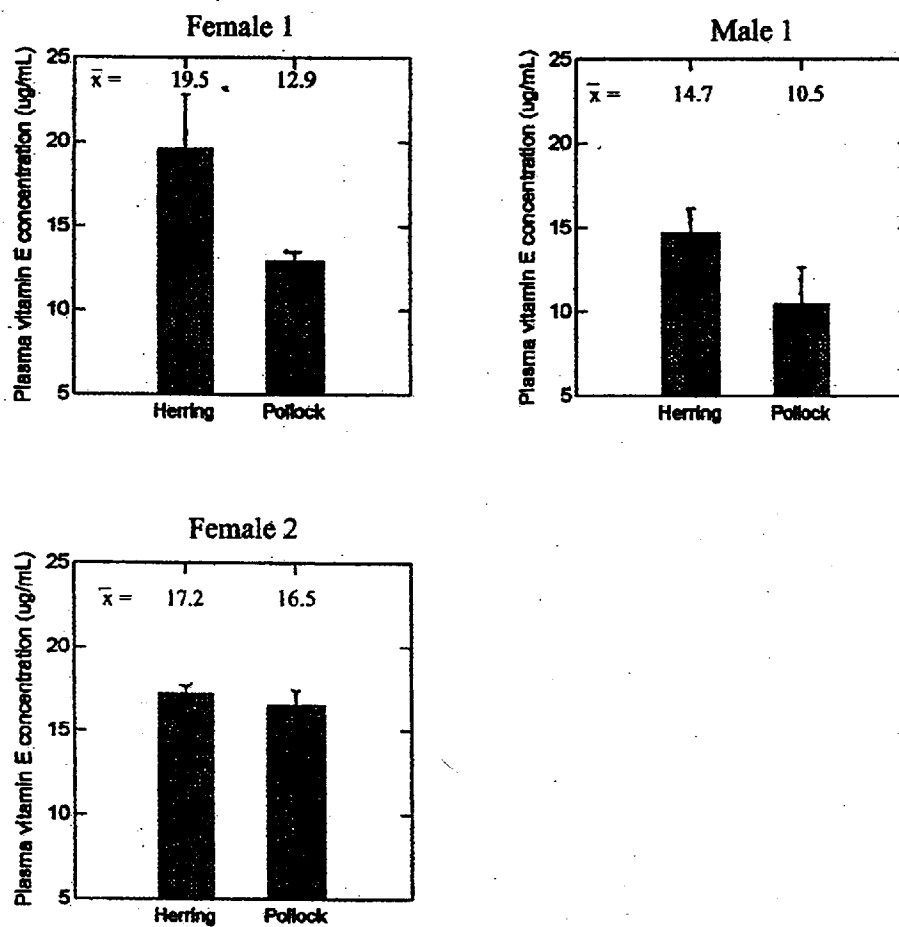 Female 1
Plasma vitamin E concentration (ug/mL)
25
20
15
10
5
x̄ = 19.5 12.9
Herring Pollock
Male 1
Plasma vitamin E concentration (ug/mL)
25
20
15
10
5
x̄ = 14.7 10.5
Herring Pollock
Female 2
Plasma vitamin E concentration (ug/mL)
25
20
15
10
5
x̄ = 17.2 16.5
Herring Pollock